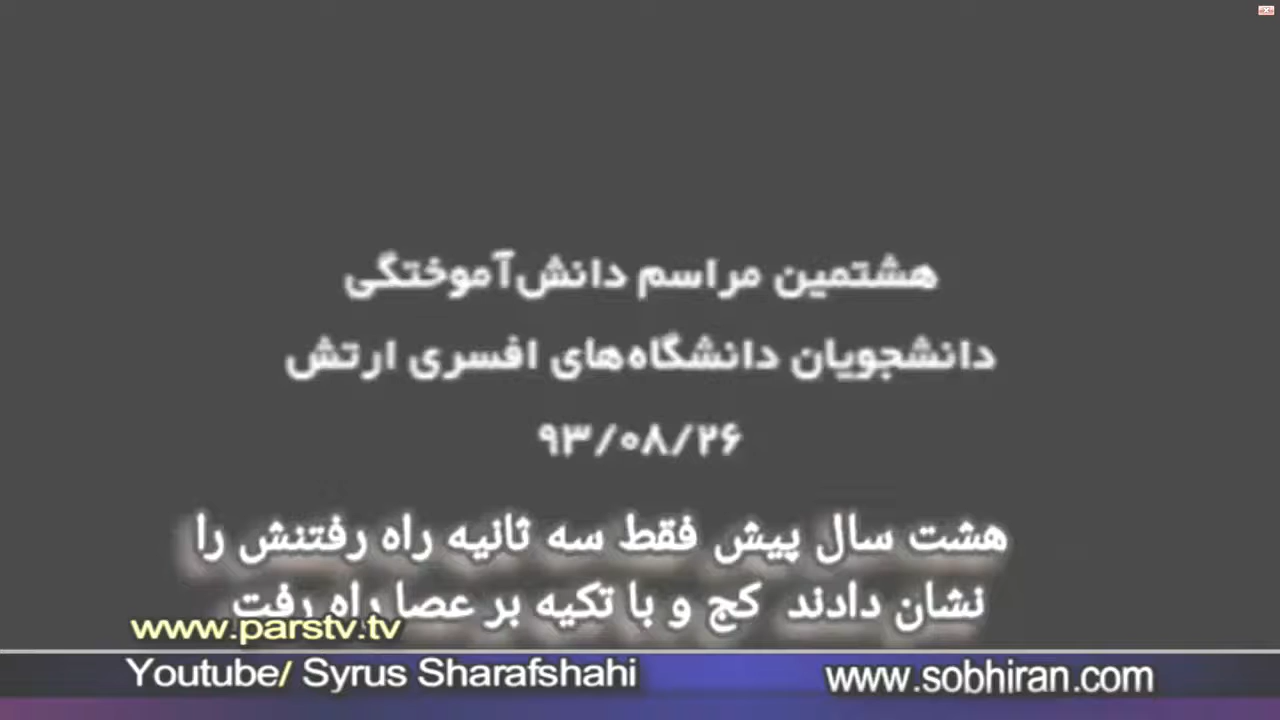 هشتمین مراسم دانش‌آموختگی
دانشجویان دانشگاه‌های افسری ارتش
۹۳/۰۸/۲۶
هشت سال پیش فقط سه ثانیه راه رفتنش را
نشان دادند کج و با تکیه بر عصا راه رفت
www.parstv.tv
Youtube/ Syrus Sharafshahi
www.sobhiran.com